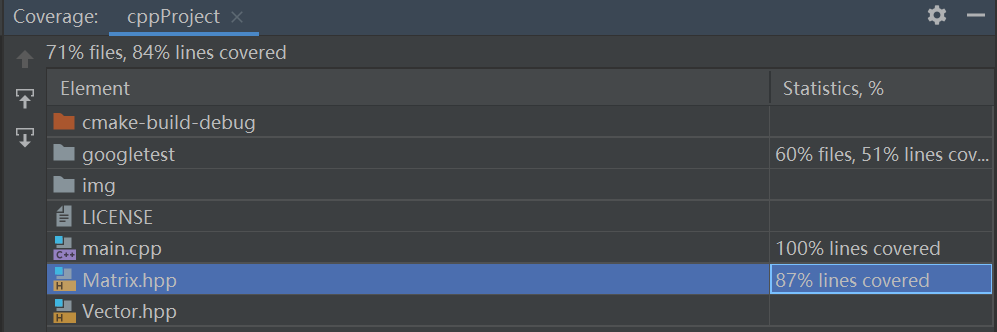 Coverage: cppProject
71% files, 84% lines covered
Element Statistics, %
cmake-build-debug
googletest 60% files, 51% lines cov...
img
LICENSE
C++ main.cpp 100% lines covered
H Matrix.hpp 87% lines covered
H Vector.hpp